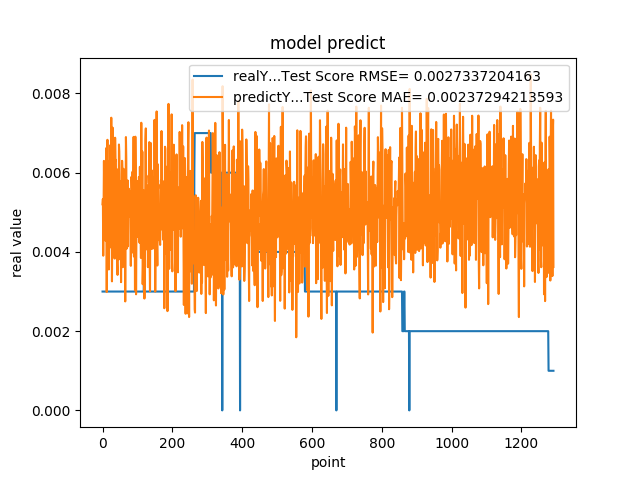 model predict
realY...Test Score RMSE= 0.0027337204163
predictY...Test Score MAE= 0.00237294213593
0.008
0.006
0.004
0.002
0.000
real value
0 200 400 600 800 1000 1200
point